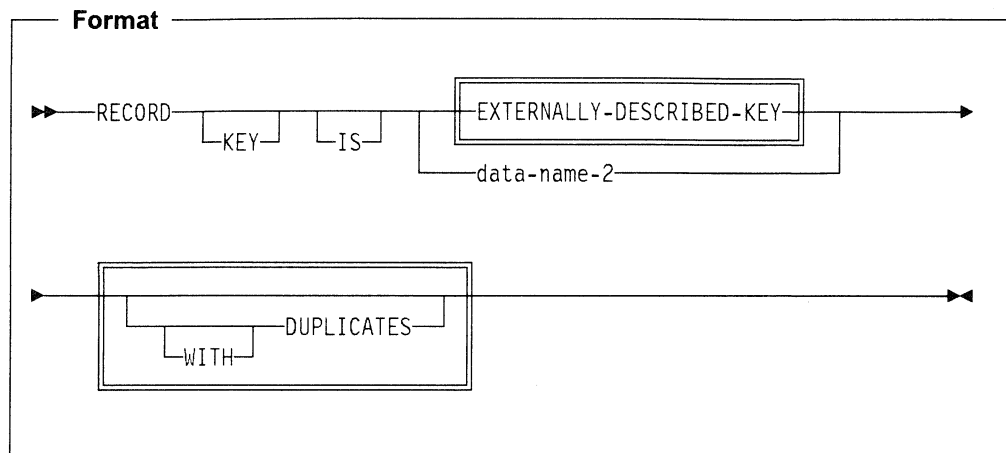 Format
RECORD KEY IS EXTERNALLY-DESCRIBED-KEY
data-name-2
WITH DUPLICATES